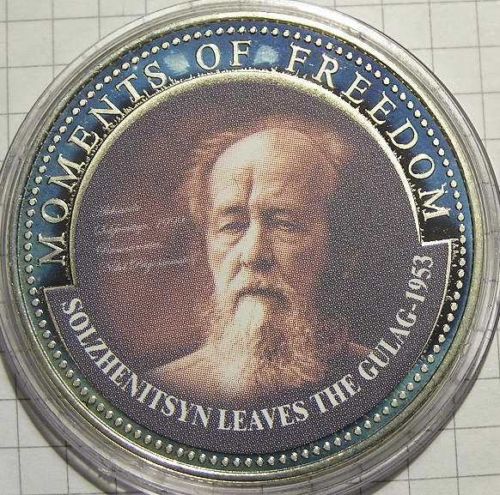 MOMENTS OF FREEDOM
SOLZHENITSYN LEAVES THE GULAG-1953